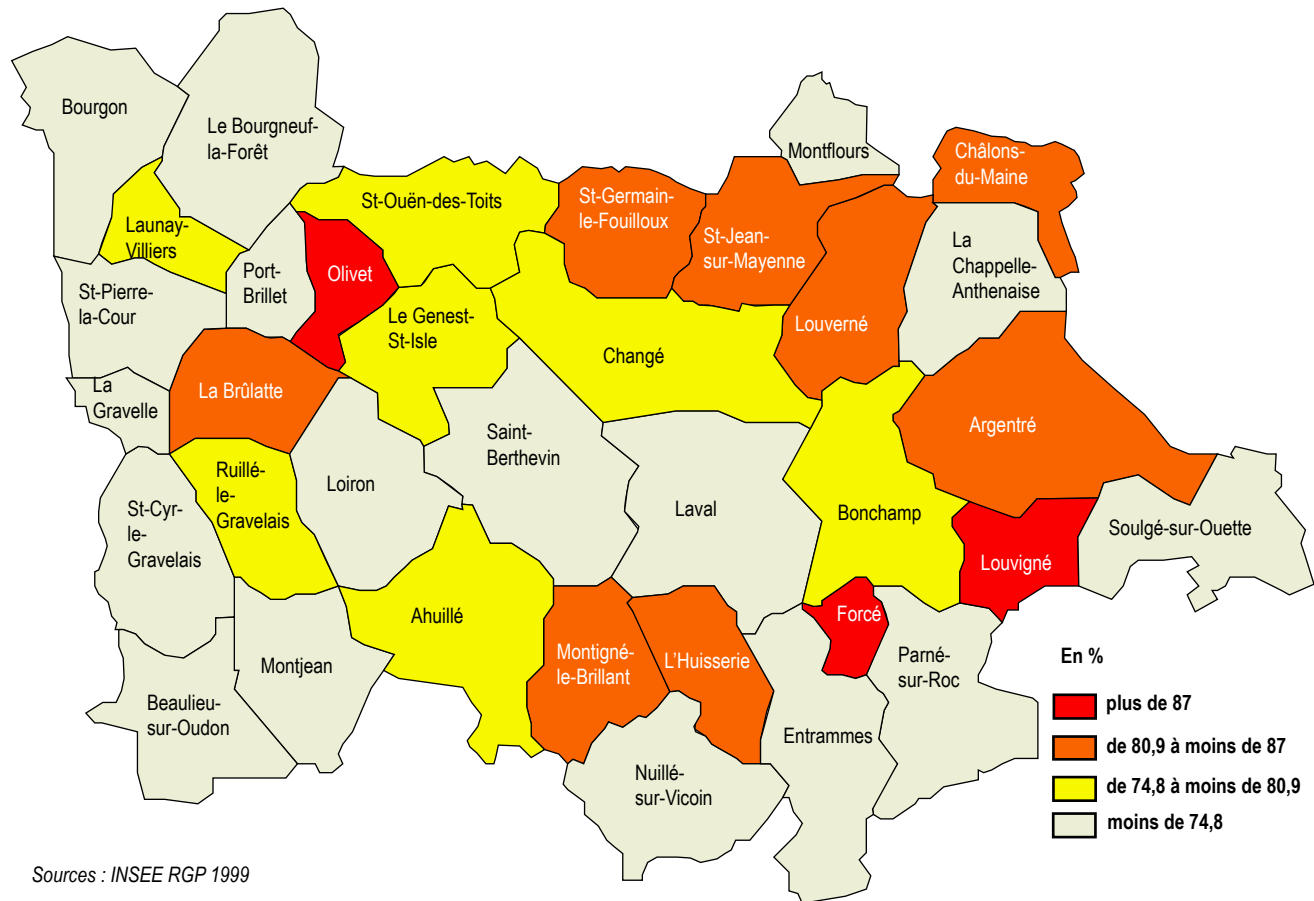 Bourgon
Le Bourgneuf-
la-Forêt
Montflours
Châlons-
du-Maine
St-Ouën-des-Toits
St-Germain-
le-Fouilloux
St-Jean-
sur-Mayenne
Launay-
Villiers
La
Chappelle-
Anthenaise
Port-
Brillet
Olivet
St-Pierre-
la-Cour
Le Genest-
St-Isle
Changé
Louverné
La
Gravelle
La Brûlatte
Argentré
Saint-
Berthevin
Ruillé-
le-
Gravelais
Loiron
Laval
Bonchamp
St-Cyr-
le-
Gravelais
Soulgé-sur-Ouette
Louvigné
Ahuillé
Forcé
Montigné-
le-Brillant
L'Huisserie
Parné-
sur-Roc
Montjean
Beaulieu-
sur-Oudon
Entrammes
Nuillé-
sur-Vicoin
En %
plus de 87
de 80,9 à moins de 87
de 74,8 à moins de 80,9
moins de 74,8
Sources : INSEE RGP 1999